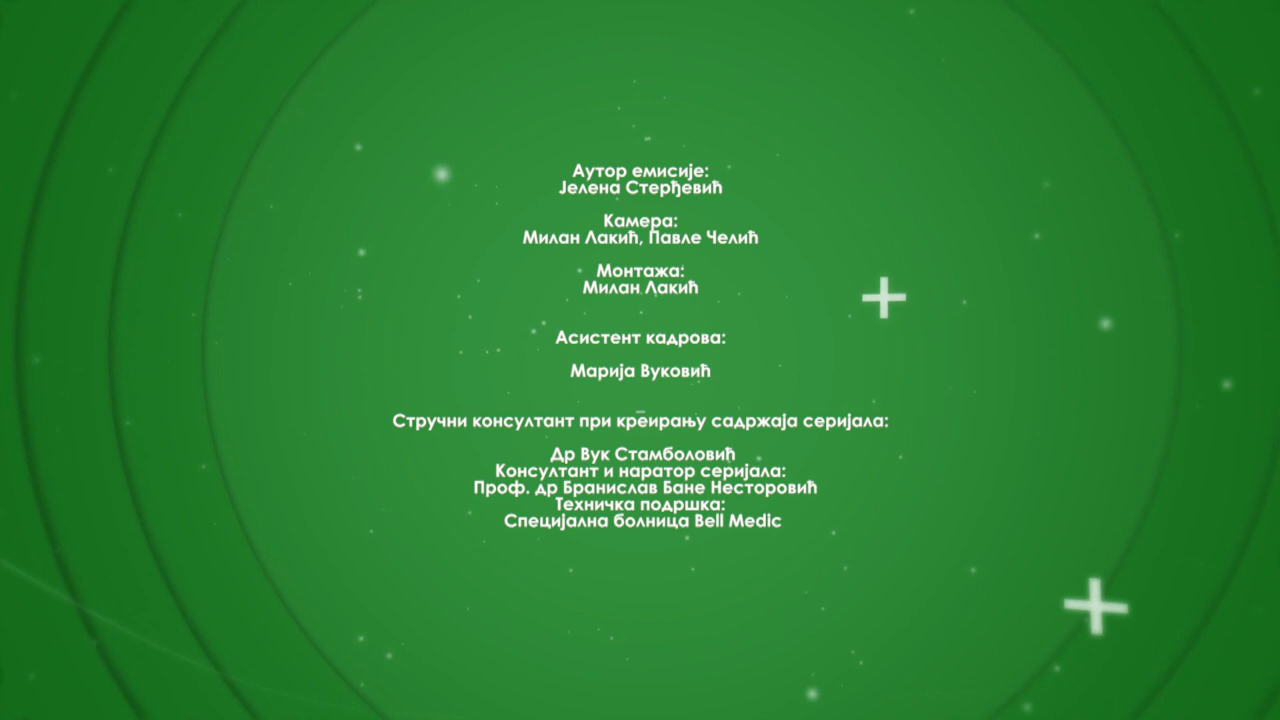 Аутор емисије:
Јелена Стерђевић
Камера:
Милан Лакић, Павле Челић
Монтажа:
Милан Лакић
Асистент кадрова:
Марија Вуковић
Стручни консултант при креирању садржаја серијала:
Др Вук Стамболовић
Консултант и наратор серијала:
Проф. др Бранислав Бане Несторовић
Техничка подршка:
Специјална болница Bell Medic